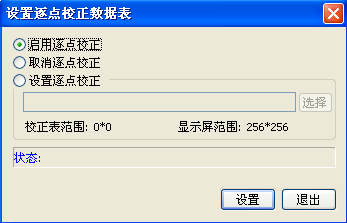 设置逐点校正数据表
启用逐点校正
取消逐点校正
设置逐点校正
选择
校正表范围: 0*0 显示屏范围: 256*256
状态:
设置 退出